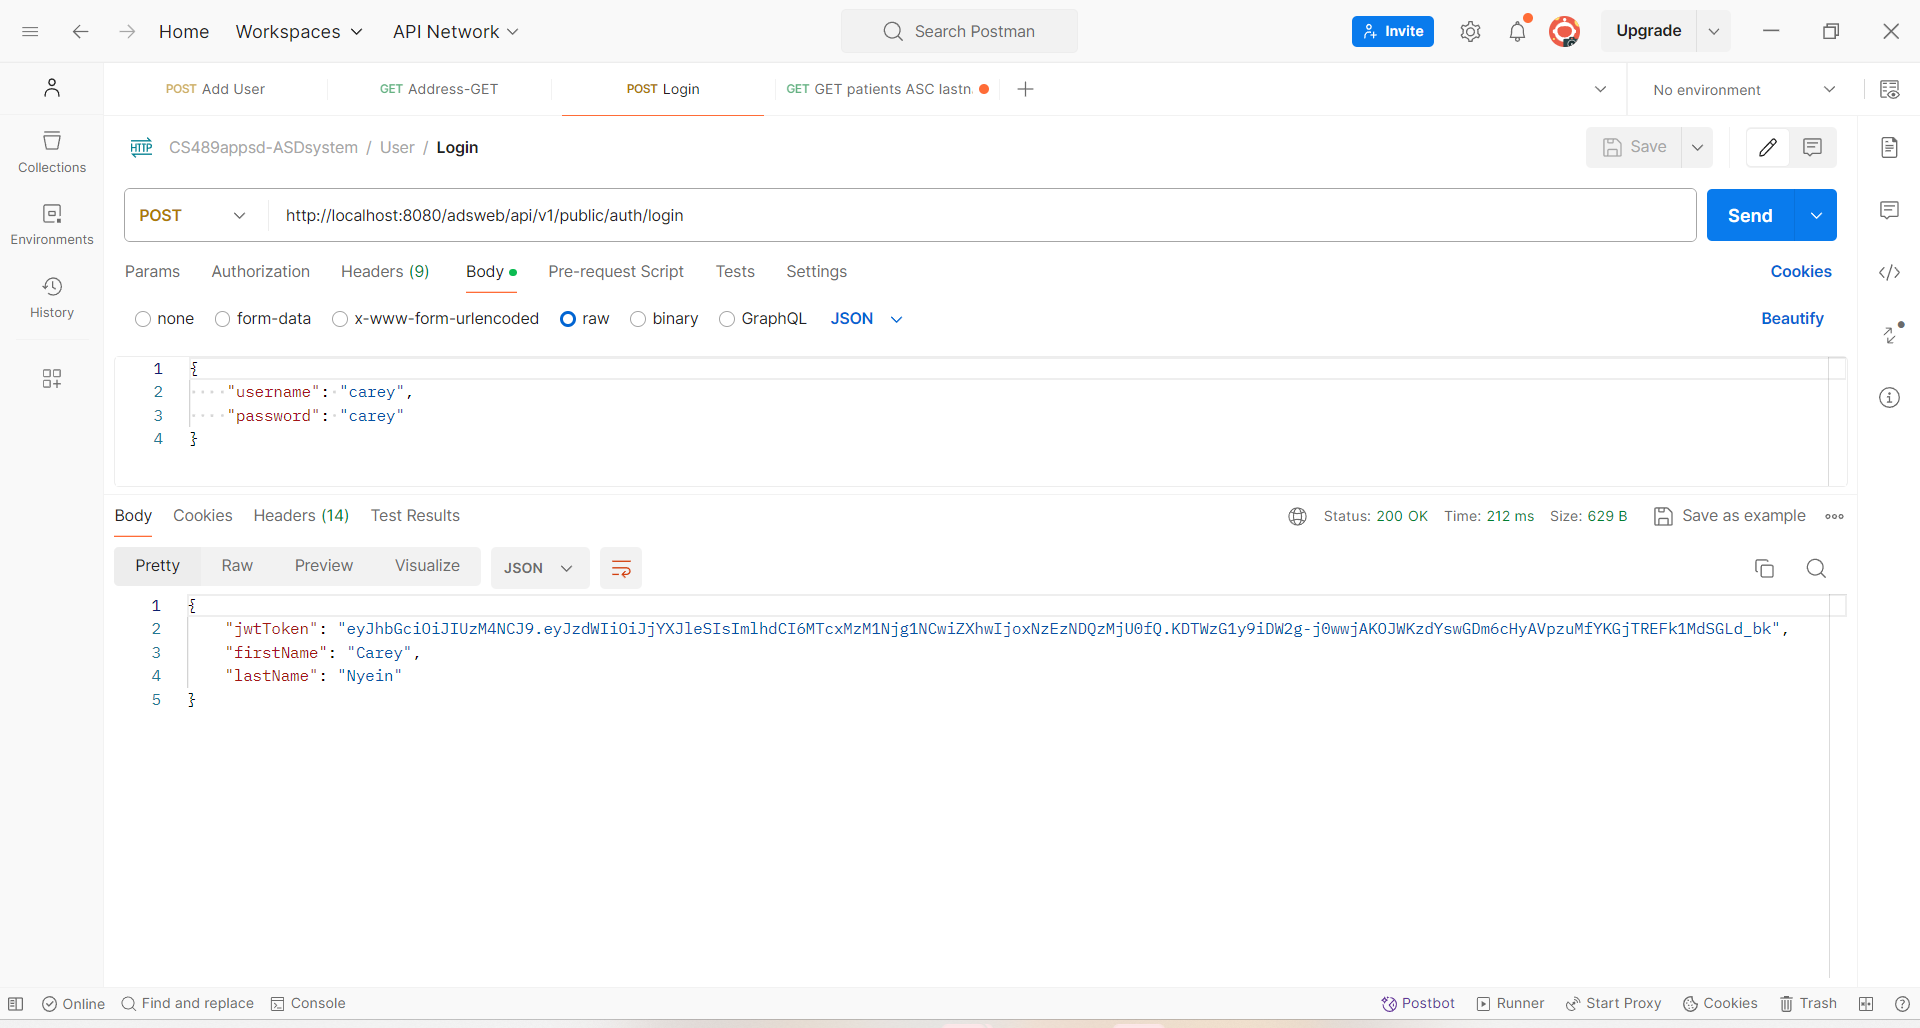 Home Workspaces API Network Search Postman Invite Upgrade
POST Add User GET Address-GET POST Login GET GET patients ASC lastn No environment
HTTP CS489appsd-ASDsystem / User / Login Save
Collections
Environments
History
POST http://localhost:8080/adsweb/api/v1/public/auth/login Send
Params Authorization Headers (9) Body Pre-request Script Tests Settings Cookies
none form-data x-www-form-urlencoded raw binary GraphQL JSON Beautify
1 {
2 "username": "carey",
3 "password": "carey"
4 }
Body Cookies Headers (14) Test Results Status: 200 OK Time: 212 ms Size: 629 B Save as example
Pretty Raw Preview Visualize JSON
1 {
2 "jwtToken": "eyJhbGciOiJIUzM4NCJ9.eyJzdWIiOiJjYXJleSIsImlhdCI6MTcxMzM1Njg1NCwiZXhwIjoxNzEzNDQzMjU0fQ.KDTWzG1y9iDW2g-j0wwjAKOJWKzdYswGDm6cHyAVpzuMfYKGjTREFk1MdSGLd_bk",
3 "firstName": "Carey",
4 "lastName": "Nyein"
5 }
Online Find and replace Console Postbot Runner Start Proxy Cookies Trash